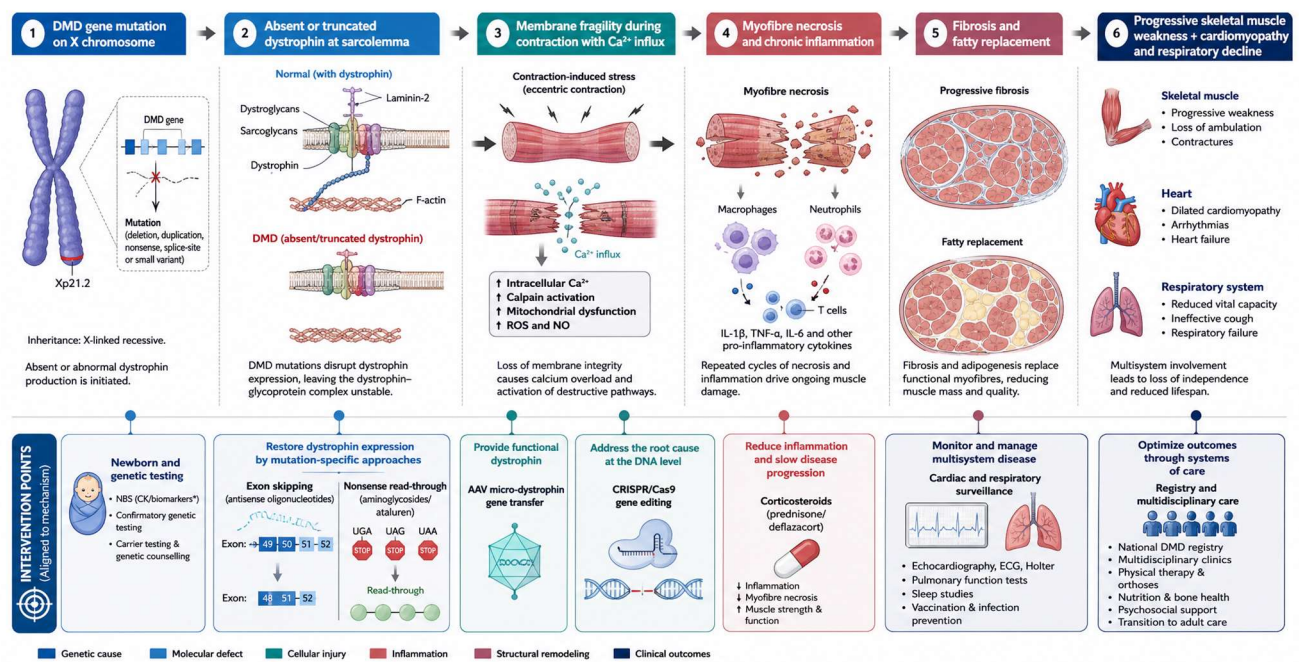 1
DMD gene mutation
on X chromosome
2
Absent or truncated
dystrophin at sarcolemma
3
Membrane fragility during
contraction with Ca²⁺ influx
4
Myofibre necrosis
and chronic inflammation
5
Fibrosis and
fatty replacement
6
Progressive skeletal muscle
weakness + cardiomyopathy
and respiratory decline
DMD gene
Mutation
(deletion, duplication,
nonsense, splice-site
or small variant)
Xp21.2
Inheritance: X-linked recessive.
Absent or abnormal dystrophin
production is initiated.
Normal (with dystrophin)
Laminin-2
Dystroglycans
Sarcoglycans
Dystrophin
F-actin
DMD (absent/truncated dystrophin)
DMD mutations disrupt dystrophin
expression, leaving the dystrophin–
glycoprotein complex unstable.
Contraction-induced stress
(eccentric contraction)
Ca²⁺ influx
↑ Intracellular Ca²⁺
↑ Calpain activation
↑ Mitochondrial dysfunction
↑ ROS and NO
Loss of membrane integrity
causes calcium overload and
activation of destructive pathways.
Myofibre necrosis
Macrophages
Neutrophils
T cells
IL-1β, TNF-α, IL-6 and other
pro-inflammatory cytokines
Repeated cycles of necrosis and
inflammation drive ongoing muscle
damage.
Progressive fibrosis
Fatty replacement
Fibrosis and adipogenesis replace
functional myofibres, reducing
muscle mass and quality.
Skeletal muscle
• Progressive weakness
• Loss of ambulation
• Contractures
Heart
• Dilated cardiomyopathy
• Arrhythmias
• Heart failure
Respiratory system
• Reduced vital capacity
• Ineffective cough
• Respiratory failure
Multisystem involvement
leads to loss of independence
and reduced lifespan.
INTERVENTION POINTS
(Aligned to mechanism)
Newborn and
genetic testing
• NBS (CK/biomarkers*)
• Confirmatory genetic
testing
• Carrier testing &
genetic counselling
Restore dystrophin expression
by mutation-specific approaches
Exon skipping
(antisense oligonucleotides)
Exon: 49 50 51 52
Exon: 48 51 52
Nonsense read-through
(aminoglycosides/
ataluren)
UGA UAG UAA
STOP STOP STOP
Read-through
Provide functional
dystrophin
AAV micro-dystrophin
gene transfer
Address the root cause
at the DNA level
CRISPR/Cas9
gene editing
Reduce inflammation
and slow disease
progression
Corticosteroids
(prednisone/
deflazacort)
↓ Inflammation
↓ Myofibre necrosis
↑ Muscle strength &
function
Monitor and manage
multisystem disease
Cardiac and respiratory
surveillance
• Echocardiography, ECG, Holter
• Pulmonary function tests
• Sleep studies
• Vaccination & infection
prevention
Optimize outcomes
through systems
of care
Registry and
multidisciplinary care
• National DMD registry
• Multidisciplinary clinics
• Physical therapy &
orthoses
• Nutrition & bone health
• Psychosocial support
• Transition to adult care
Genetic cause
Molecular defect
Cellular injury
Inflammation
Structural remodeling
Clinical outcomes